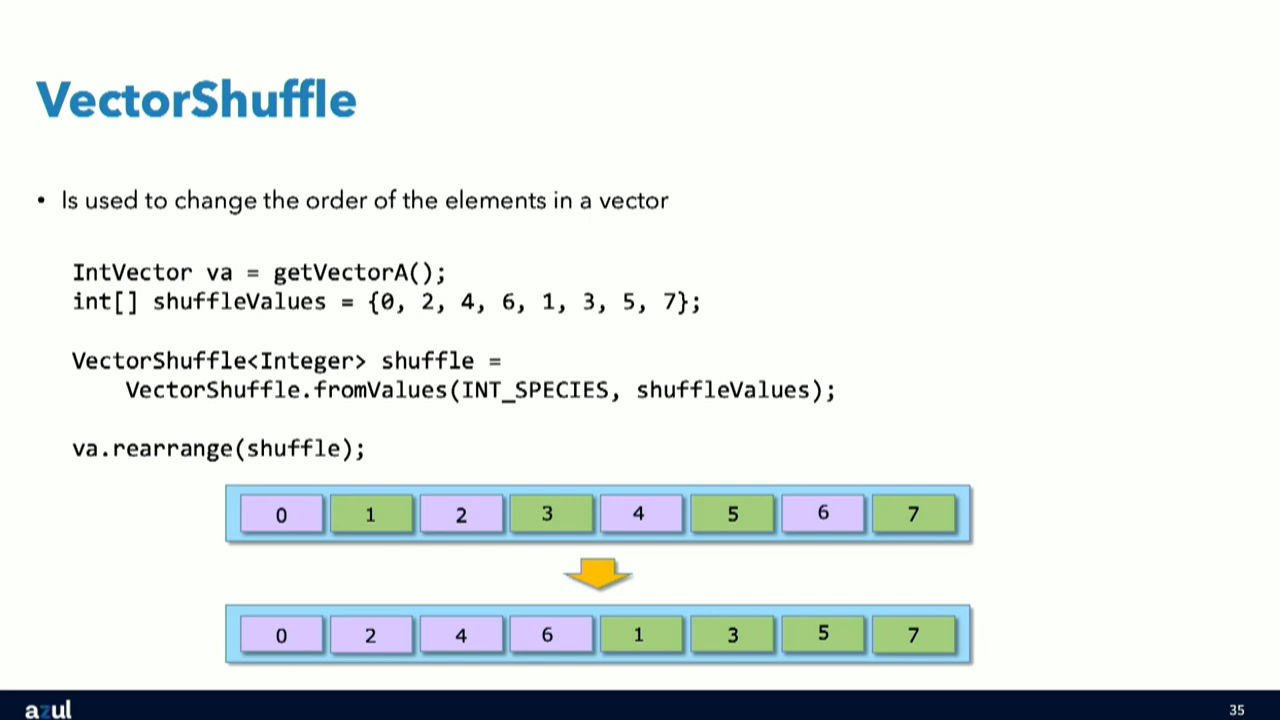 VectorShuffle
• Is used to change the order of the elements in a vector
IntVector va = getVectorA();
int[] shuffleValues = {0, 2, 4, 6, 1, 3, 5, 7};
VectorShuffle<Integer> shuffle =
VectorShuffle.fromValues(INT_SPECIES, shuffleValues);
va.rearrange(shuffle);
0 1 2 3 4 5 6 7
0 2 4 6 1 3 5 7
azul 35